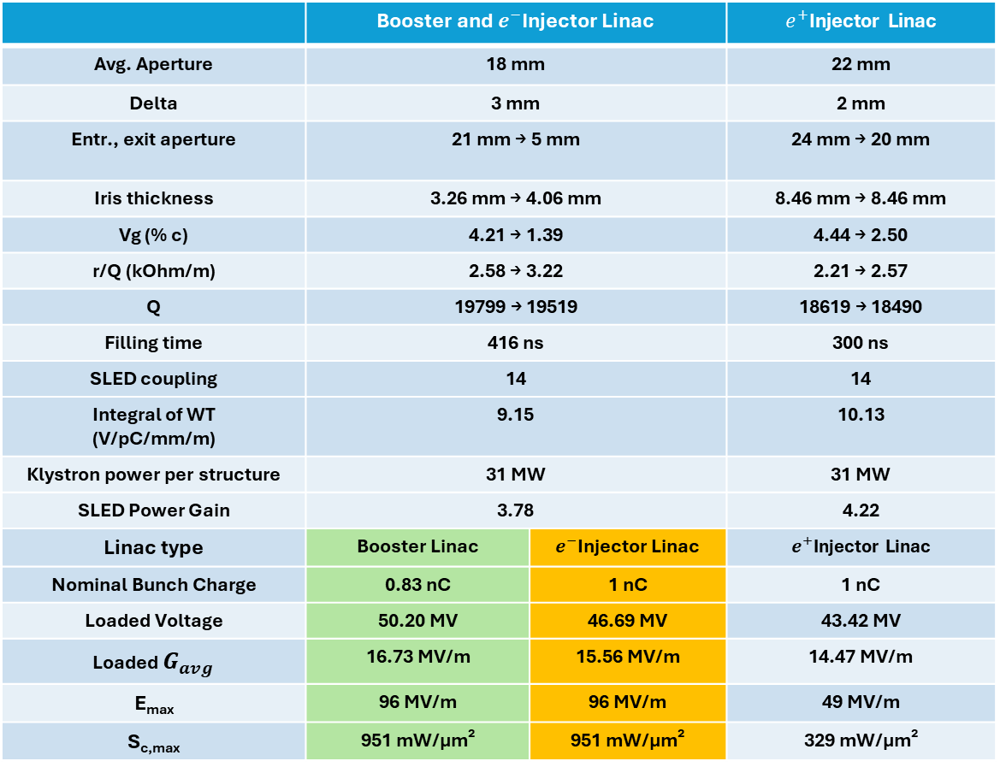 Booster and e⁻ Injector Linac e⁺ Injector Linac
Avg. Aperture 18 mm 22 mm
Delta 3 mm 2 mm
Entr., exit aperture 21 mm → 5 mm 24 mm → 20 mm
Iris thickness 3.26 mm → 4.06 mm 8.46 mm → 8.46 mm
Vg (% c) 4.21 → 1.39 4.44 → 2.50
r/Q (kOhm/m) 2.58 → 3.22 2.21 → 2.57
Q 19799 → 19519 18619 → 18490
Filling time 416 ns 300 ns
SLED coupling 14 14
Integral of WT 9.15 10.13
(V/pC/mm/m)
Klystron power per structure 31 MW 31 MW
SLED Power Gain 3.78 4.22
Linac type Booster Linac e⁻ Injector Linac e⁺ Injector Linac
Nominal Bunch Charge 0.83 nC 1 nC 1 nC
Loaded Voltage 50.20 MV 46.69 MV 43.42 MV
Loaded G_avg 16.73 MV/m 15.56 MV/m 14.47 MV/m
E_max 96 MV/m 96 MV/m 49 MV/m
S_c,max 951 mW/μm² 951 mW/μm² 329 mW/μm²